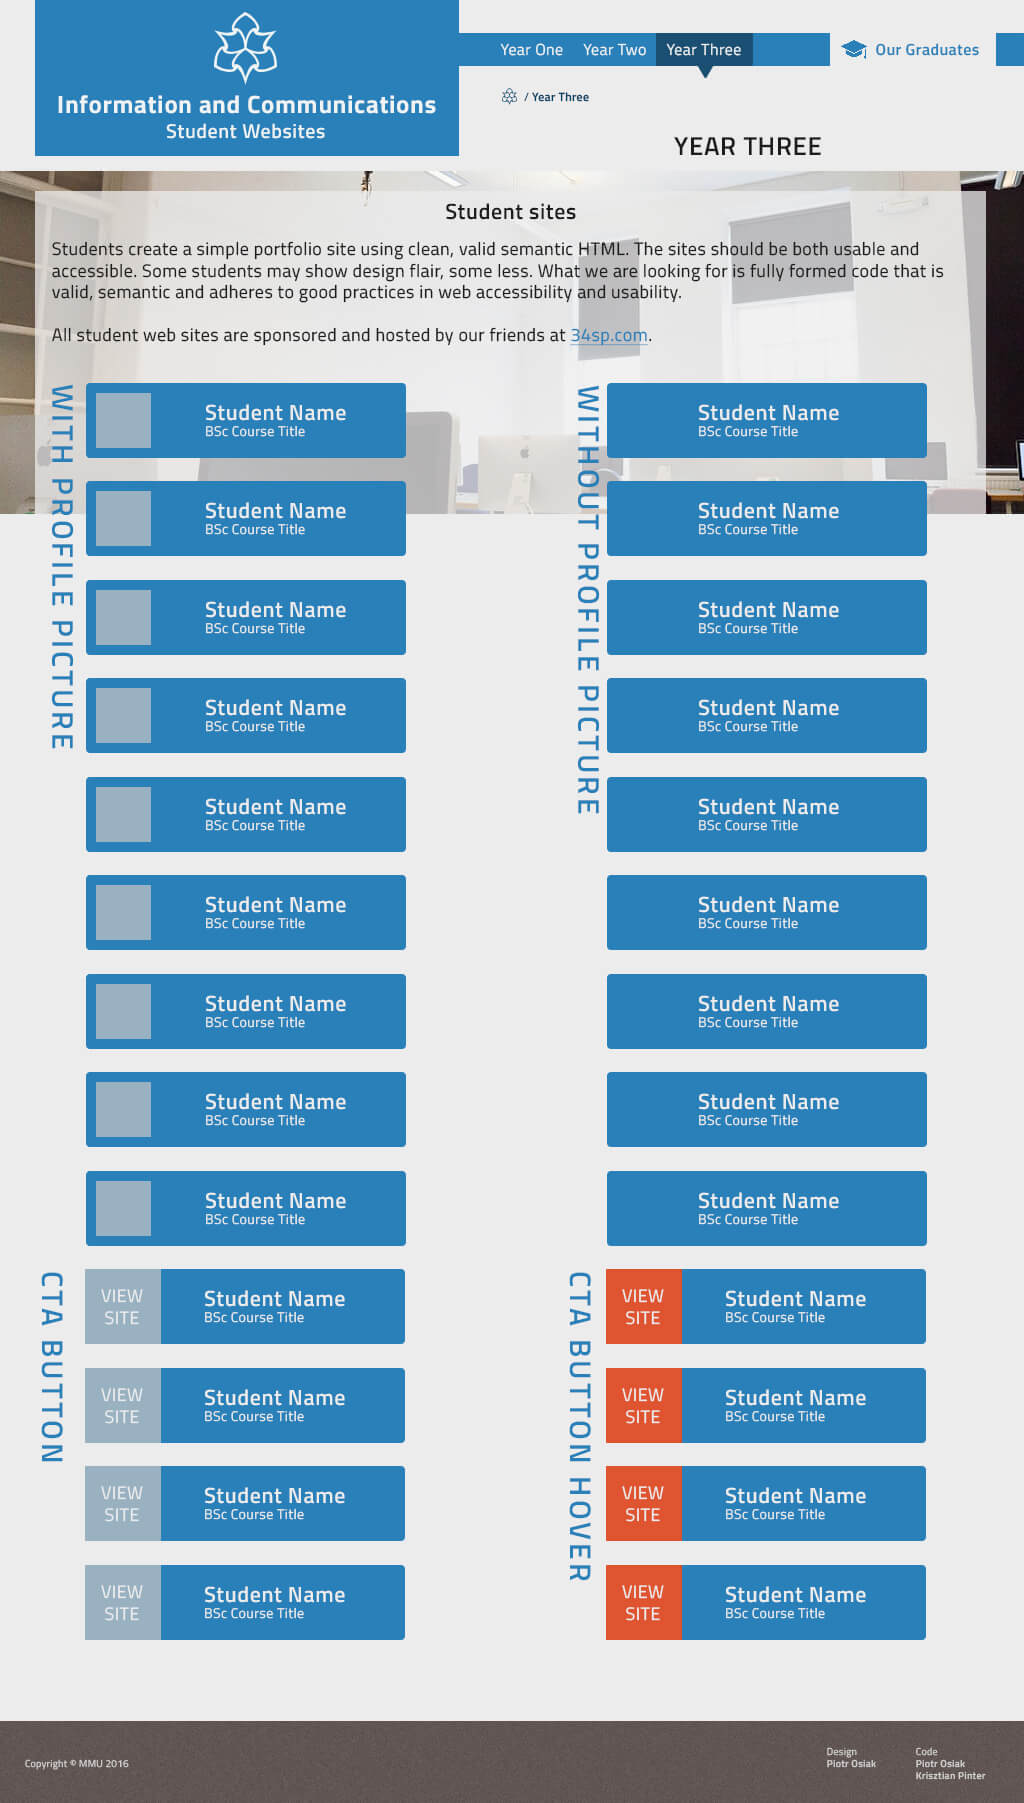 Information and Communications
Student Websites
Year One
Year Two
Year Three
Our Graduates
/ Year Three
YEAR THREE
Student sites
Students create a simple portfolio site using clean, valid semantic HTML. The sites should be both usable and
accessible. Some students may show design flair, some less. What we are looking for is fully formed code that is
valid, semantic and adheres to good practices in web accessibility and usability.
All student web sites are sponsored and hosted by our friends at 34sp.com.
WITH PROFILE PICTURE
Student Name
BSc Course Title
Student Name
BSc Course Title
Student Name
BSc Course Title
Student Name
BSc Course Title
Student Name
BSc Course Title
Student Name
BSc Course Title
Student Name
BSc Course Title
Student Name
BSc Course Title
Student Name
BSc Course Title
WITHOUT PROFILE PICTURE
Student Name
BSc Course Title
Student Name
BSc Course Title
Student Name
BSc Course Title
Student Name
BSc Course Title
Student Name
BSc Course Title
Student Name
BSc Course Title
Student Name
BSc Course Title
Student Name
BSc Course Title
Student Name
BSc Course Title
CTA BUTTON
VIEW
SITE
Student Name
BSc Course Title
VIEW
SITE
Student Name
BSc Course Title
VIEW
SITE
Student Name
BSc Course Title
VIEW
SITE
Student Name
BSc Course Title
CTA BUTTON HOVER
VIEW
SITE
Student Name
BSc Course Title
VIEW
SITE
Student Name
BSc Course Title
VIEW
SITE
Student Name
BSc Course Title
VIEW
SITE
Student Name
BSc Course Title
Copyright © MMU 2016
Design
Piotr Osiak
Code
Piotr Osiak
Krisztian Pinter